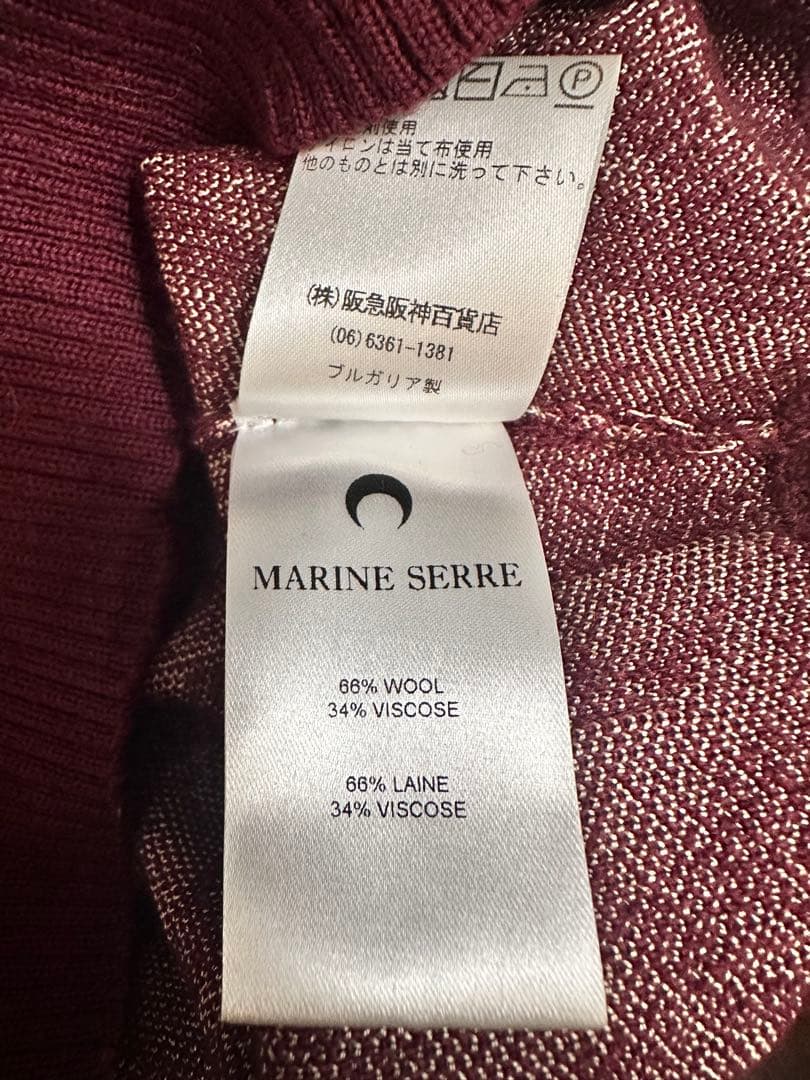 Ⓟ
使用
イロンは当て布使用
他のものとは別に洗って下さい。
(株)阪急阪神百貨店
(06)6361-1381
ブルガリア製
MARINE SERRE
66% WOOL
34% VISCOSE
66% LAINE
34% VISCOSE